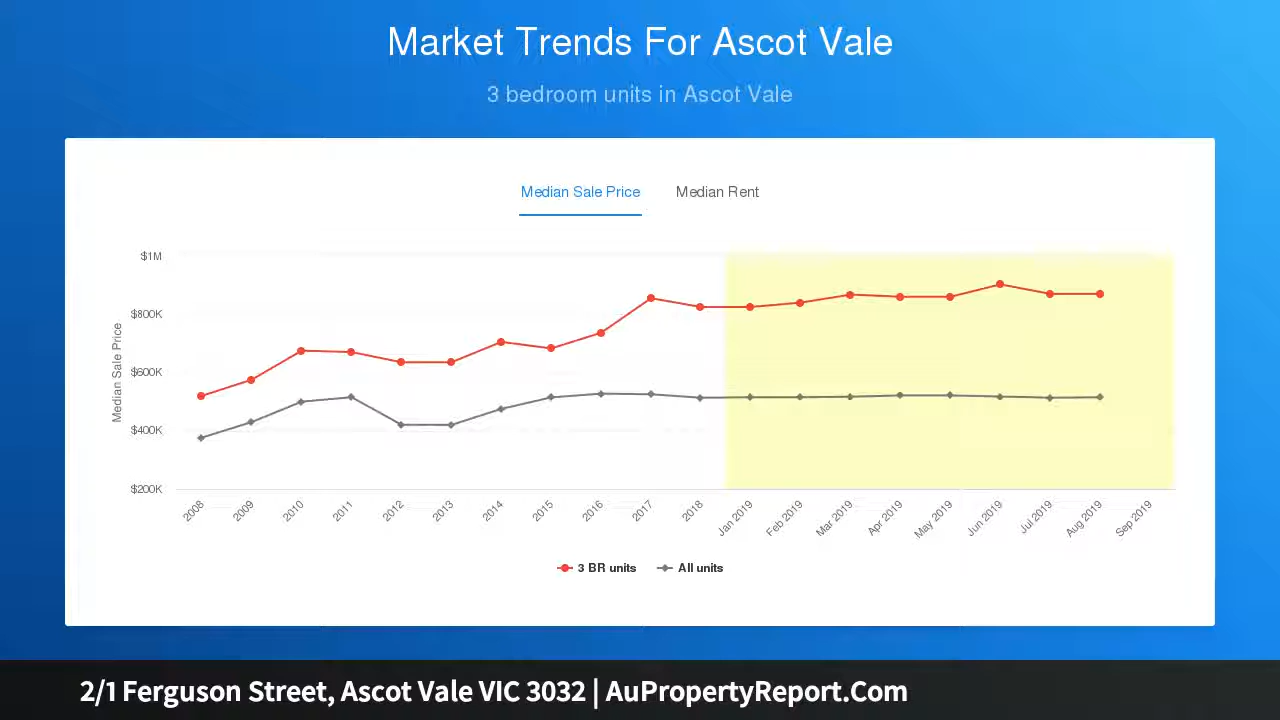 Market Trends For Ascot Vale
3 bedroom units in Ascot Vale
Median Sale Price Median Rent
$1M
$800K
$600K
$400K
$200K
Median Sale Price
2008 2009 2010 2011 2012 2013 2014 2015 2016 2017 2018 Jan 2019 Feb 2019 Mar 2019 Apr 2019 May 2019 Jun 2019 Jul 2019 Aug 2019 Sep 2019
3 BR units All units
2/1 Ferguson Street, Ascot Vale VIC 3032 | AuPropertyReport.Com